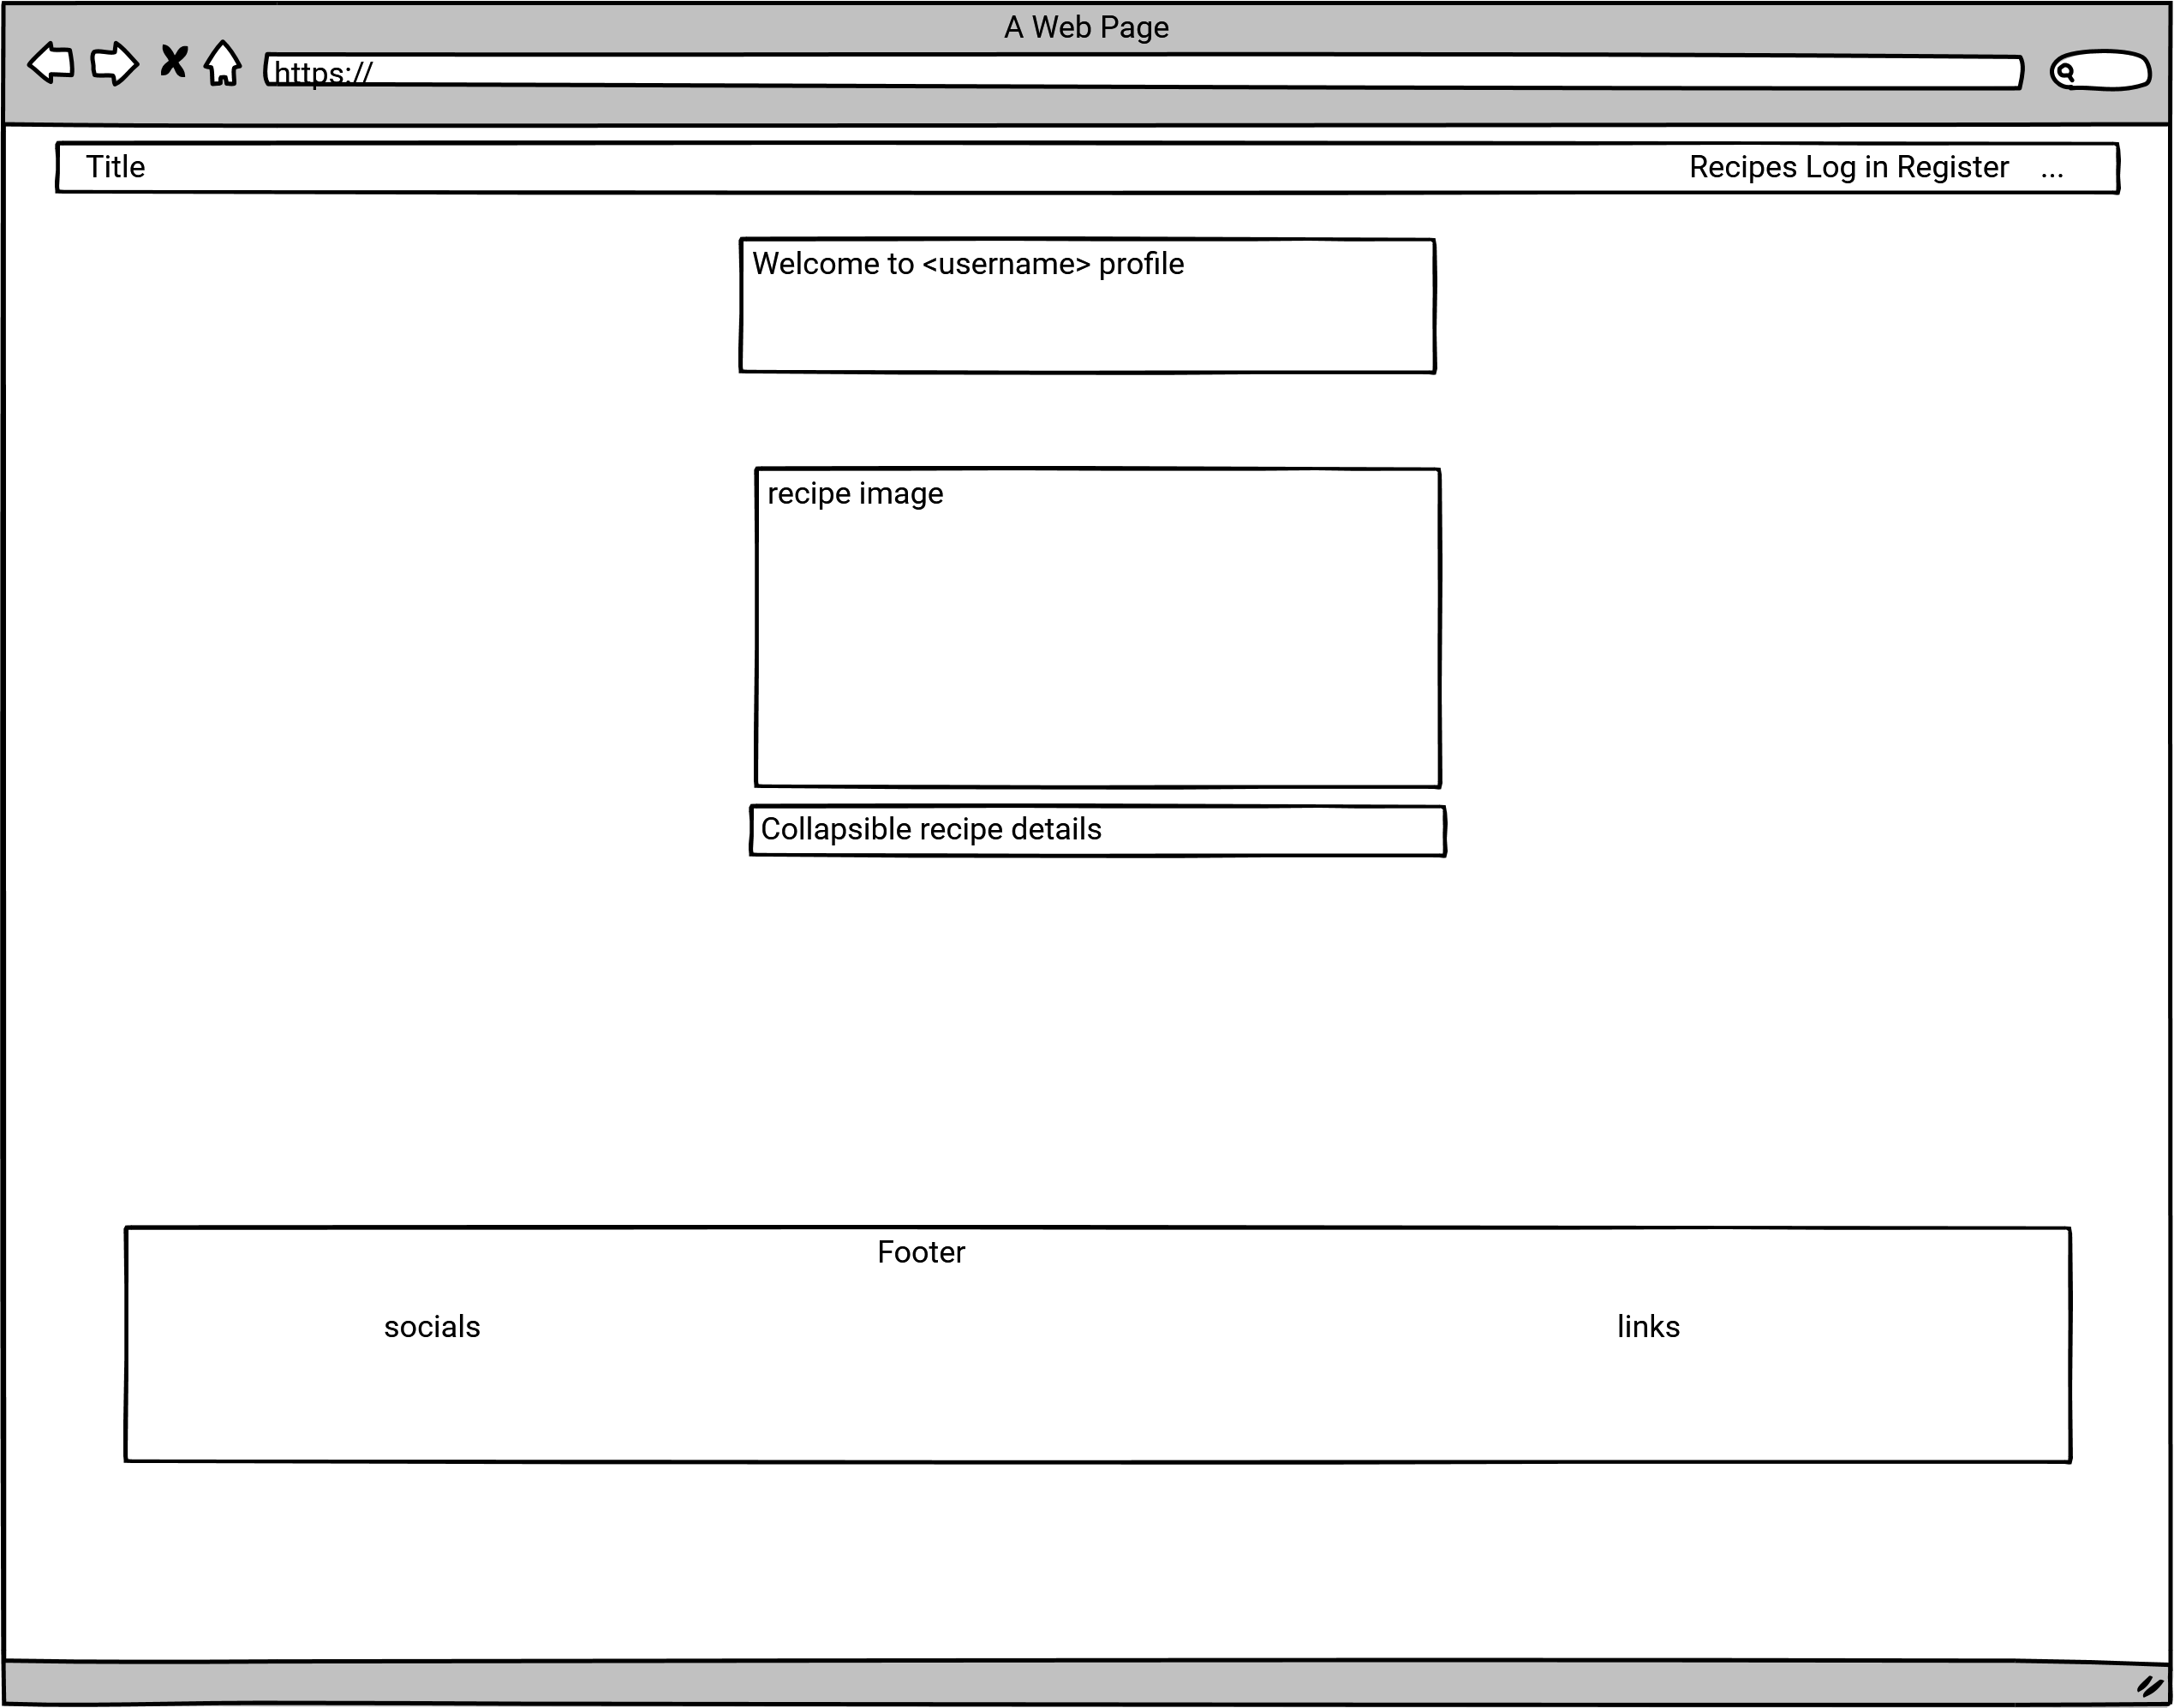 A Web Page
https://
Title
Recipes Log in Register ...
Welcome to <username> profile
recipe image
Collapsible recipe details
Footer
socials
links